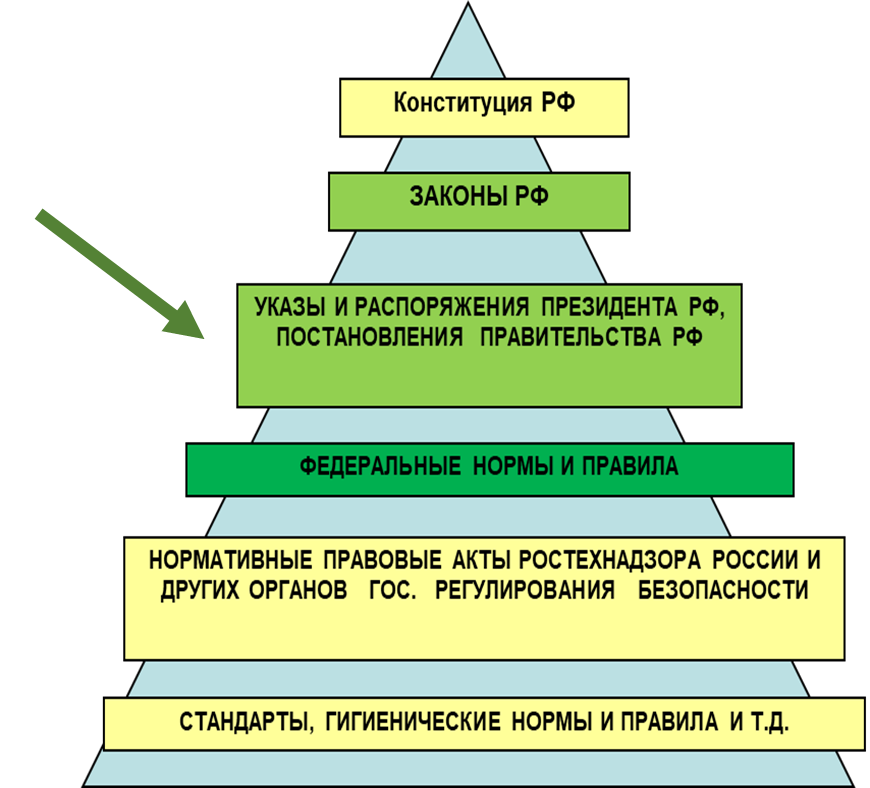 Конституция РФ
ЗАКОНЫ РФ
УКАЗЫ И РАСПОРЯЖЕНИЯ ПРЕЗИДЕНТА РФ,
ПОСТАНОВЛЕНИЯ ПРАВИТЕЛЬСТВА РФ
ФЕДЕРАЛЬНЫЕ НОРМЫ И ПРАВИЛА
НОРМАТИВНЫЕ ПРАВОВЫЕ АКТЫ РОСТЕХНАДЗОРА РОССИИ И
ДРУГИХ ОРГАНОВ ГОС. РЕГУЛИРОВАНИЯ БЕЗОПАСНОСТИ
СТАНДАРТЫ, ГИГИЕНИЧЕСКИЕ НОРМЫ И ПРАВИЛА И Т.Д.